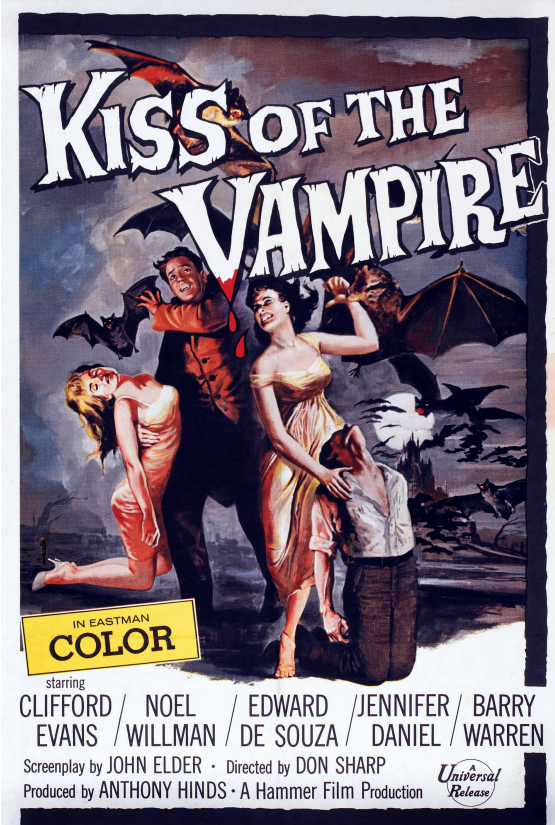 KISS OF THE
VAMPIRE
IN EASTMAN
COLOR
starring
CLIFFORD EVANS / NOEL WILLMAN / EDWARD DE SOUZA / JENNIFER DANIEL / BARRY WARREN
Screenplay by JOHN ELDER · Directed by DON SHARP
Produced by ANTHONY HINDS · A Hammer Film Production
A
Universal
Release